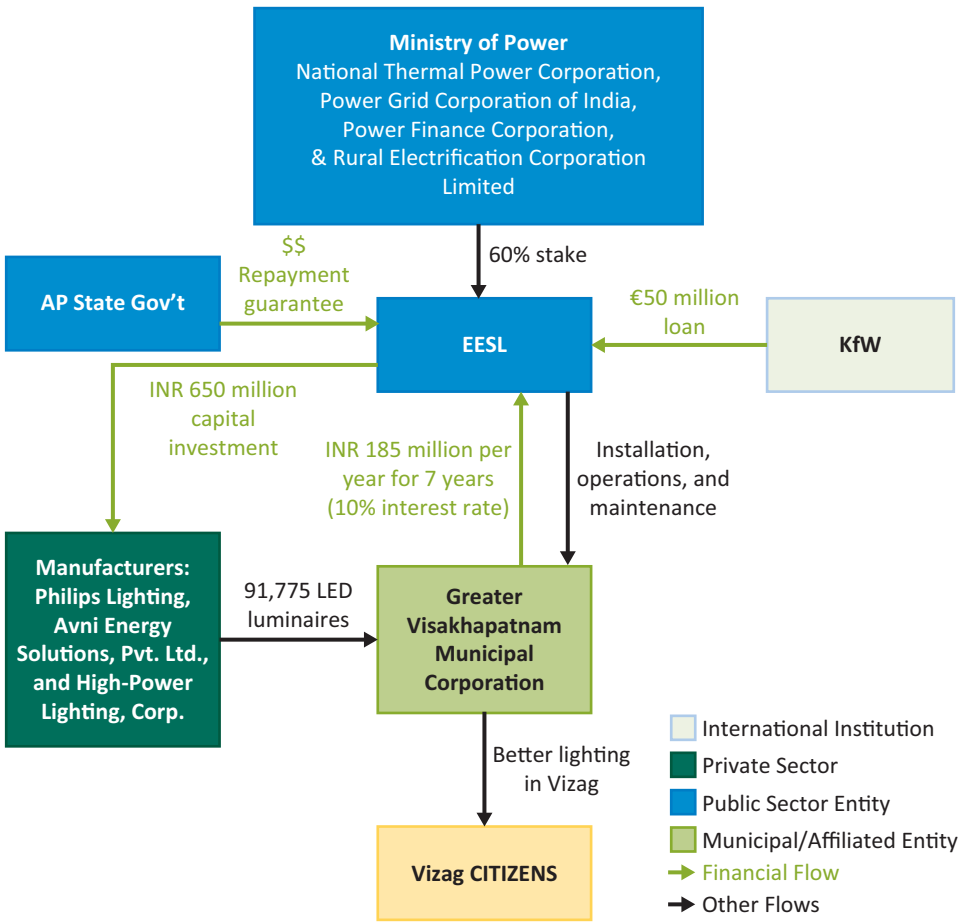 Ministry of Power
National Thermal Power Corporation,
Power Grid Corporation of India,
Power Finance Corporation,
& Rural Electrification Corporation
Limited
60% stake
$$
Repayment
guarantee
AP State Gov't
EESL
€50 million
loan
KfW
INR 650 million
capital
investment
INR 185 million per
year for 7 years
(10% interest rate)
Installation,
operations, and
maintenance
Manufacturers:
Philips Lighting,
Avni Energy
Solutions, Pvt. Ltd.,
and High-Power
Lighting, Corp.
91,775 LED
luminaires
Greater
Visakhapatnam
Municipal
Corporation
Better lighting
in Vizag
Vizag CITIZENS
International Institution
Private Sector
Public Sector Entity
Municipal/Affiliated Entity
Financial Flow
Other Flows